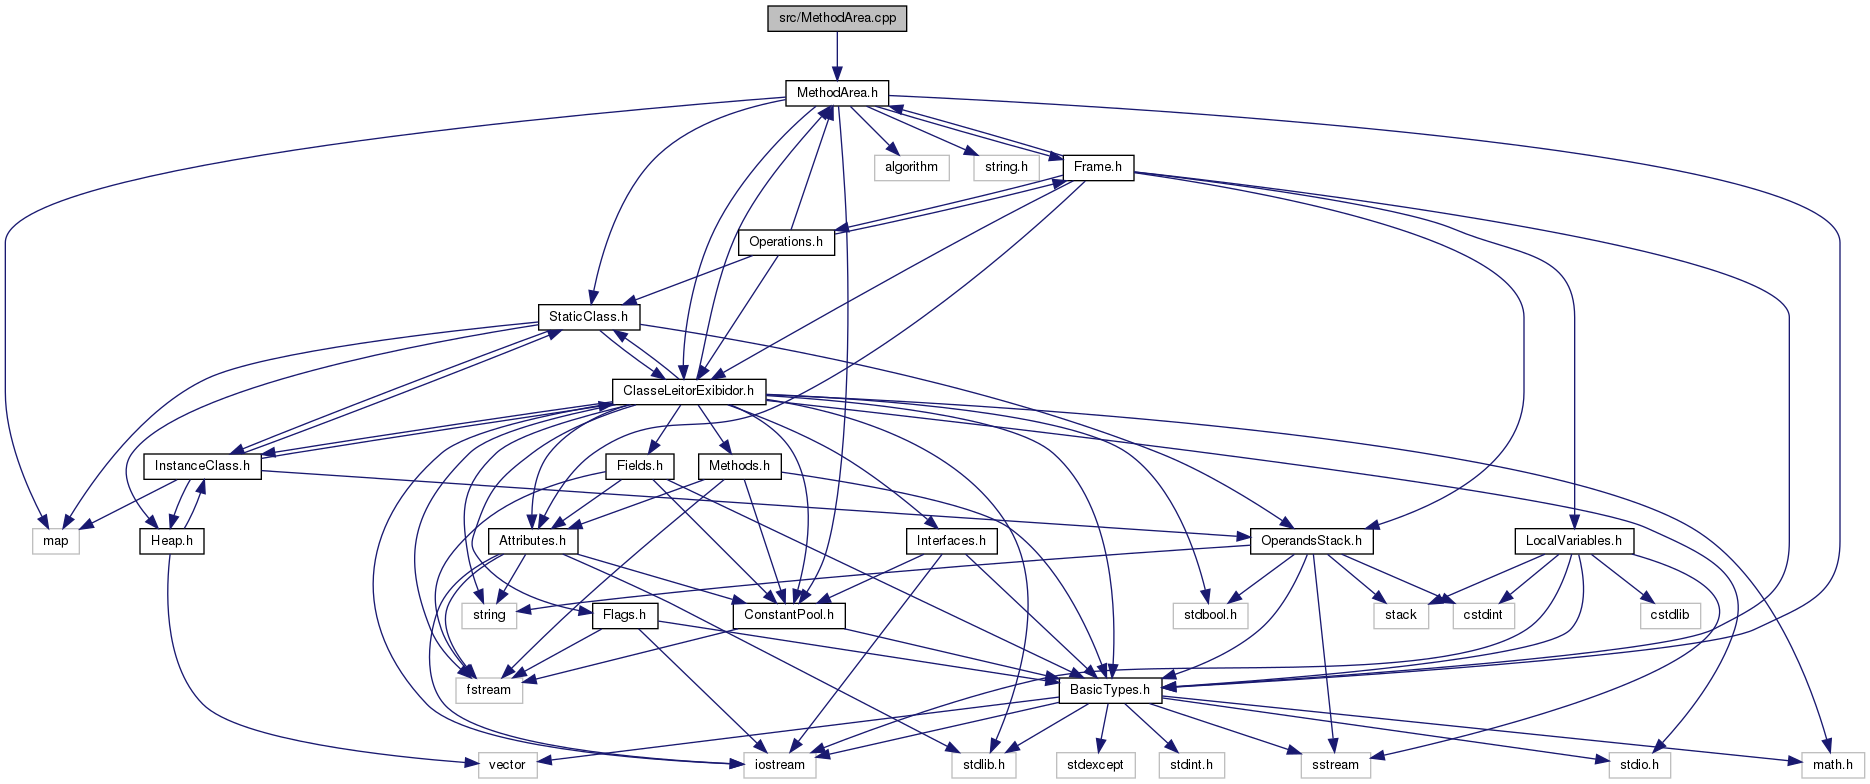 src/MethodArea.cpp
MethodArea.h
algorithm
string.h
Frame.h
Operations.h
StaticClass.h
ClasseLeitorExibidor.h
InstanceClass.h
Fields.h
Methods.h
map
Heap.h
Attributes.h
Interfaces.h
OperandsStack.h
LocalVariables.h
string
Flags.h
ConstantPool.h
stdbool.h
stack
cstdint
cstdlib
fstream
BasicTypes.h
vector
iostream
stdlib.h
stdexcept
stdint.h
sstream
stdio.h
math.h